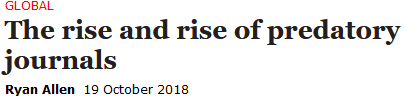 GLOBAL
The rise and rise of predatory
journals
Ryan Allen  19 October 2018